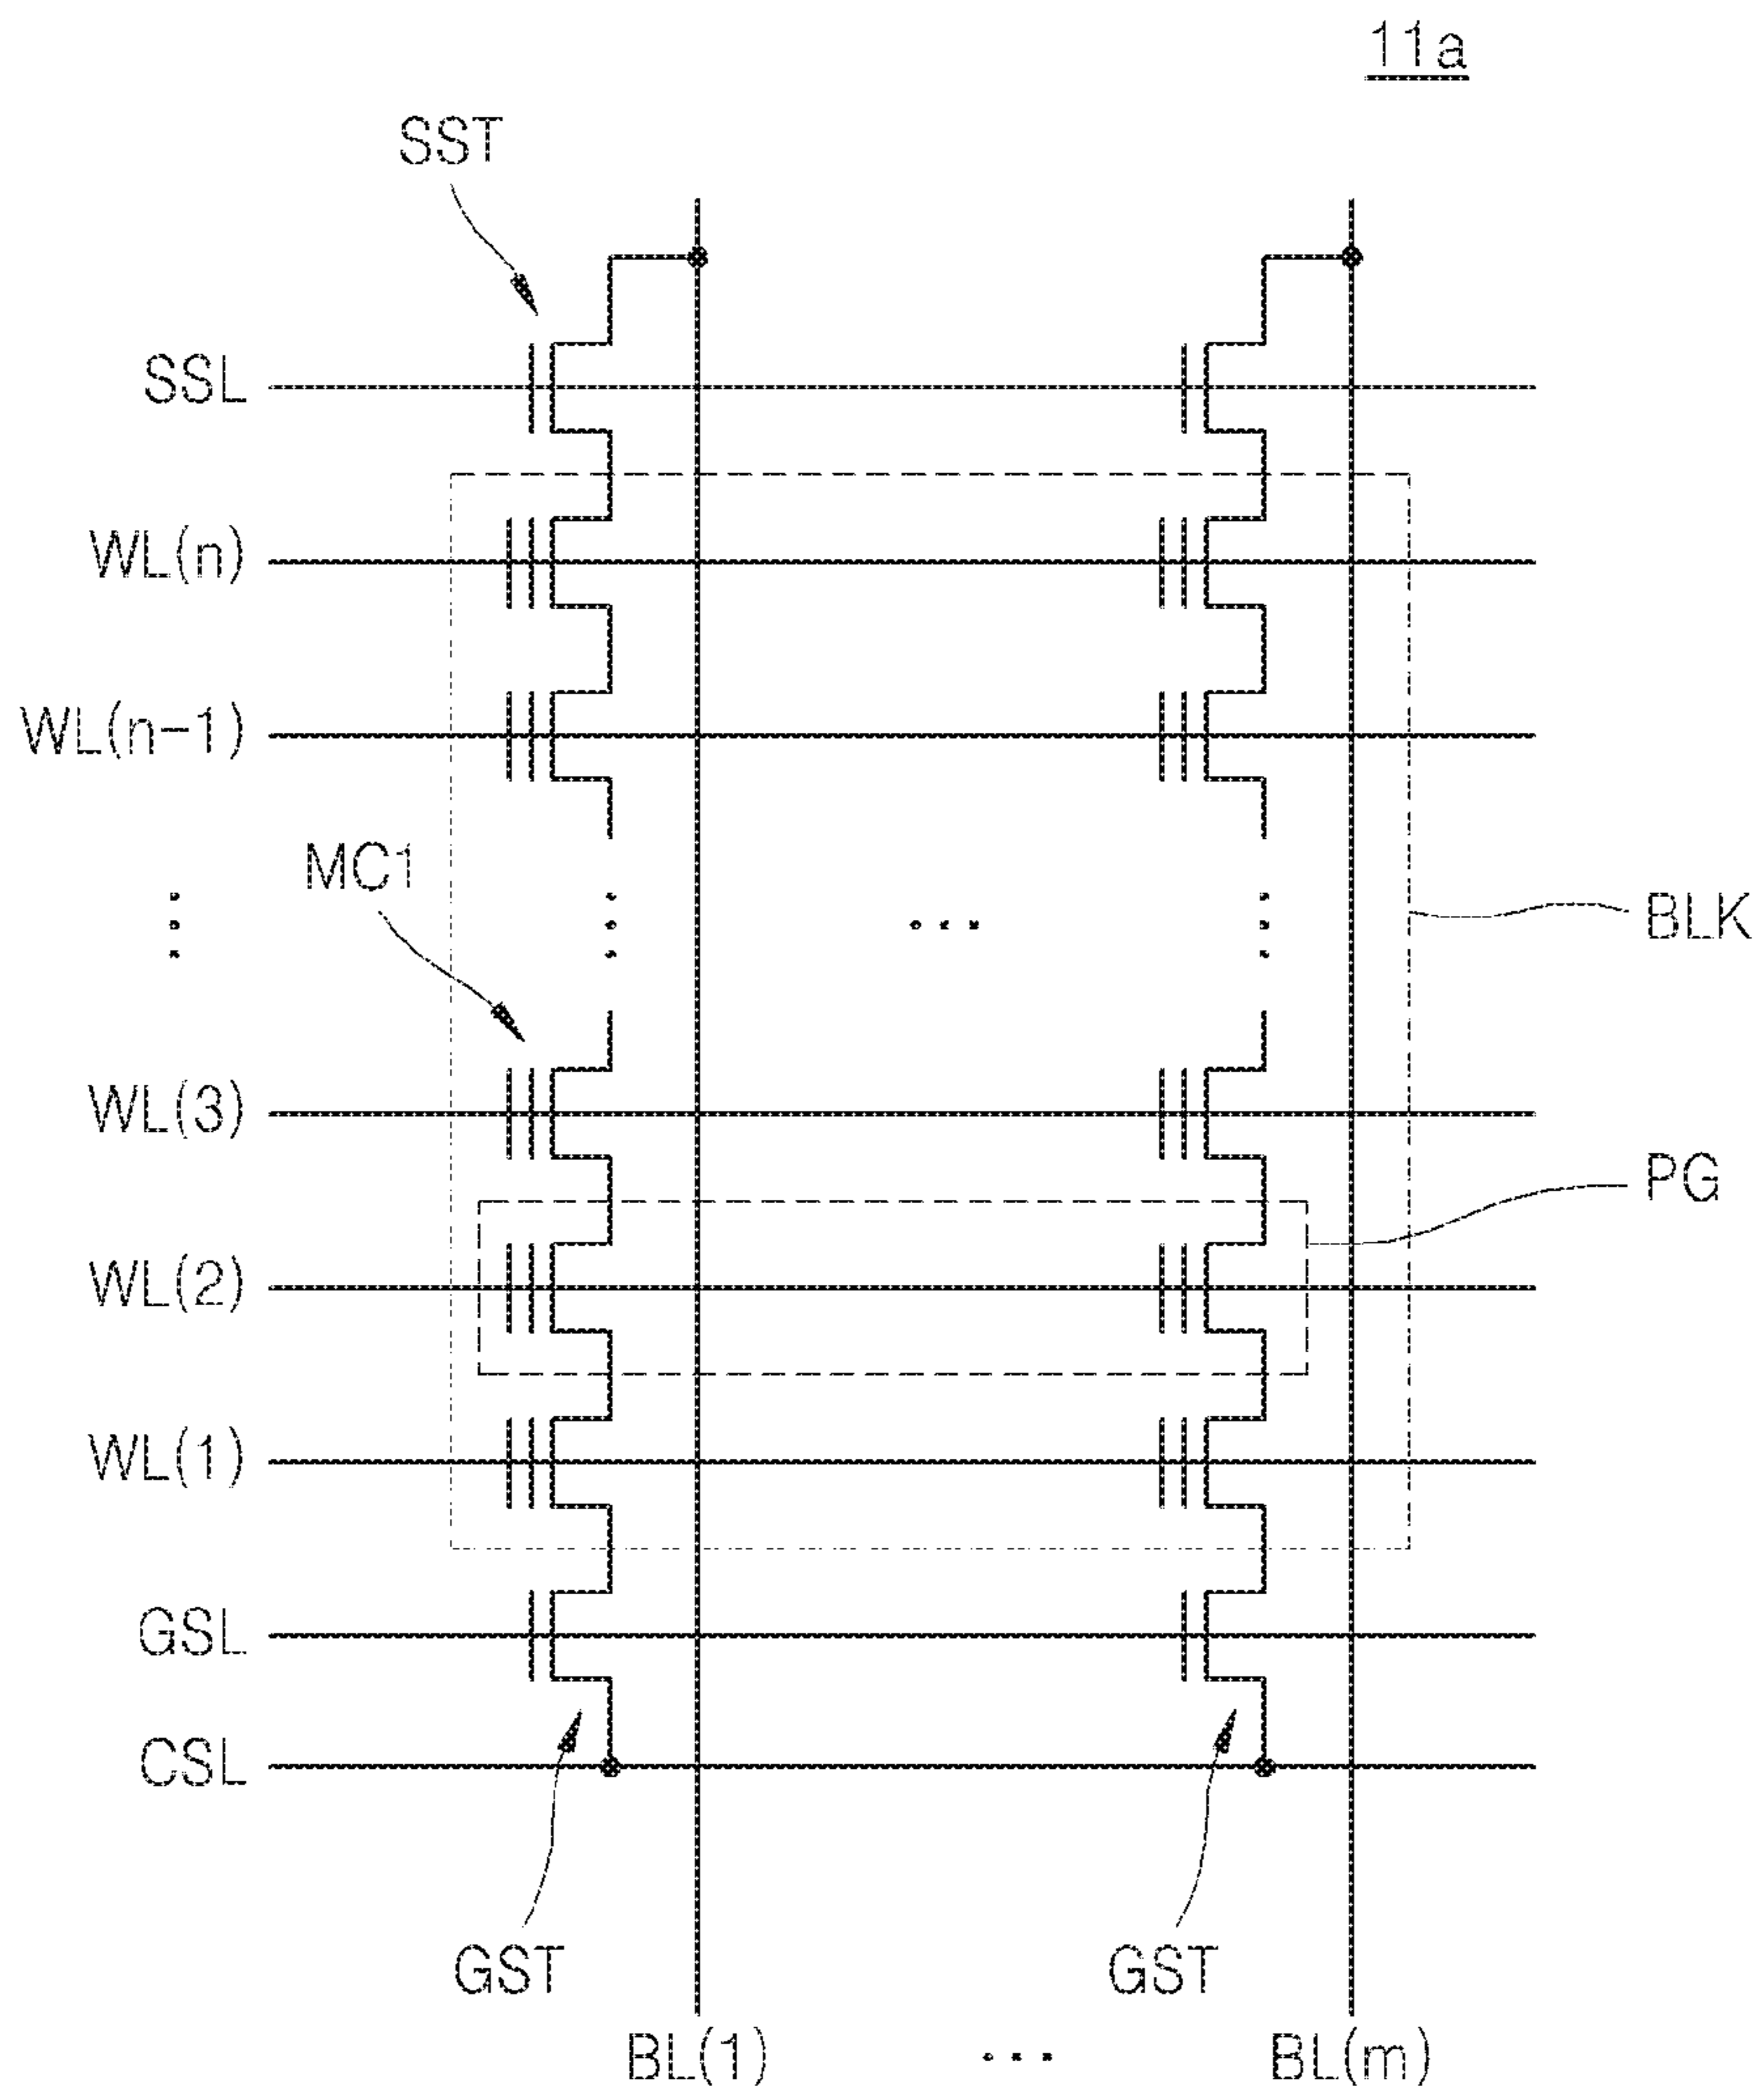 11a
SST
SSL
WL(n)
WL(n-1)
MC1
BLK
WL(3)
PG
WL(2)
WL(1)
GSL
CSL
GST
GST
BL(1)
...
BL(m)